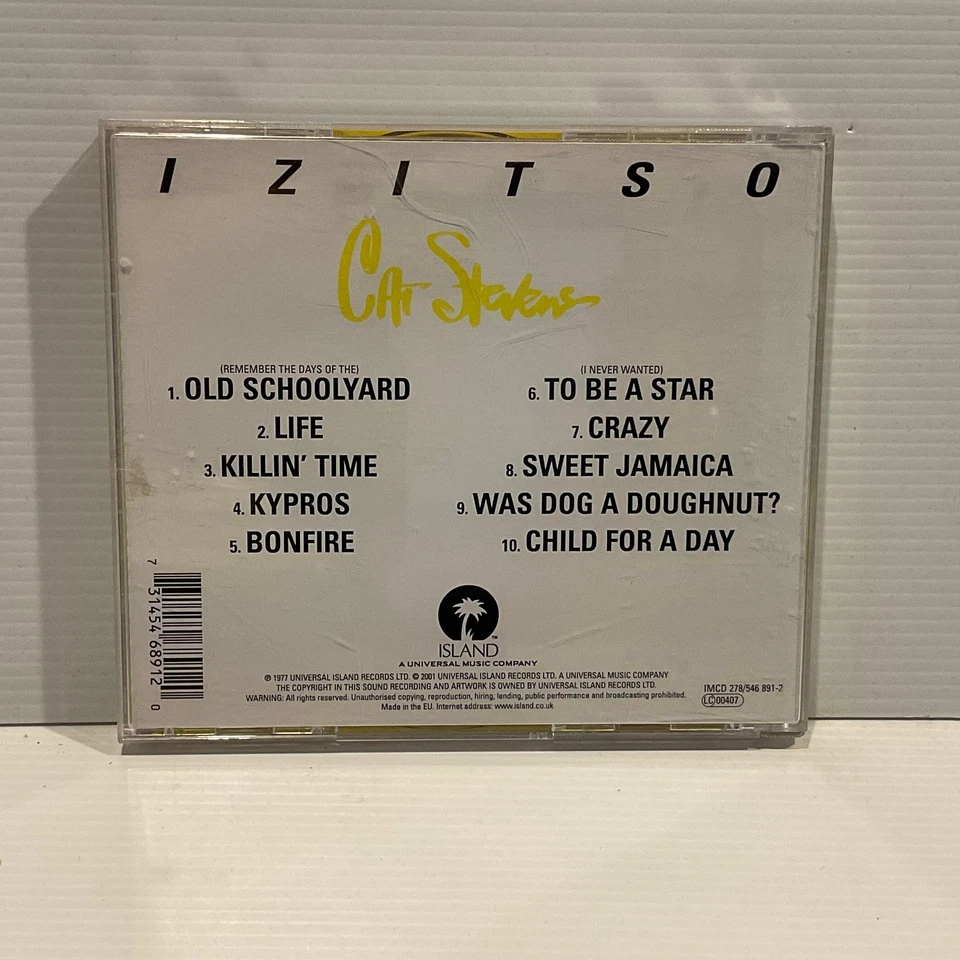 IZITSO
Cat Stevens
(REMEMBER THE DAYS OF THE)
1. OLD SCHOOLYARD
2. LIFE
3. KILLIN' TIME
4. KYPROS
5. BONFIRE
(I NEVER WANTED)
6. TO BE A STAR
7. CRAZY
8. SWEET JAMAICA
9. WAS DOG A DOUGHNUT?
10. CHILD FOR A DAY
7 31454 68912 0
ISLAND™
A UNIVERSAL MUSIC COMPANY
℗ 1977 UNIVERSAL ISLAND RECORDS LTD. © 2001 UNIVERSAL ISLAND RECORDS LTD. A UNIVERSAL MUSIC COMPANY
THE COPYRIGHT IN THIS SOUND RECORDING AND ARTWORK IS OWNED BY UNIVERSAL ISLAND RECORDS LTD.
WARNING: All rights reserved. Unauthorised copying, reproduction, hiring, lending, public performance and broadcasting prohibited.
Made in the EU. Internet address: www.island.co.uk
IMCD 278/546 891-2
LC 00407